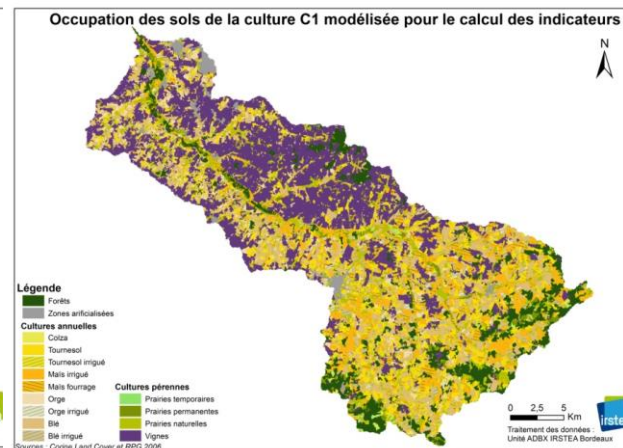 Occupation des sols de la culture C1 modélisée pour le calcul des indicateurs
N
Légende
Forêts
Zones arificialisées
Cultures annuelles
Colza
Tournesol
Tournesol irrigué
Maïs irrigué
Maïs fourrage
Orge
Orge irrigué
Blé
Blé irrigué
Cultures pérennes
Prairies temporaires
Prairies permanentes
Prairies naturelles
Vignes
0 2,5 5
Km
Traitement des données :
Unité ADBX IRSTEA Bordeaux
irstea
Sources : Corine Land Cover et RPG 2006